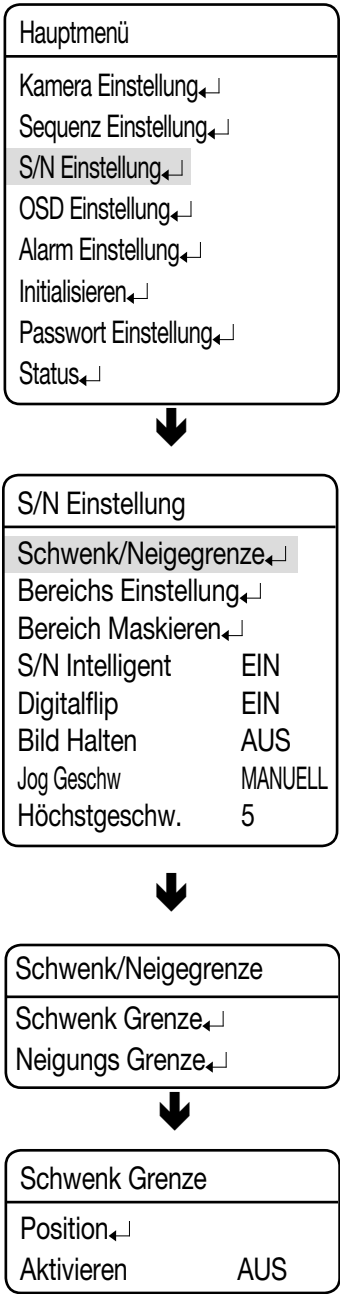 Hauptmenü
Kamera Einstellung↵
Sequenz Einstellung↵
S/N Einstellung↵
OSD Einstellung↵
Alarm Einstellung↵
Initialisieren↵
Passwort Einstellung↵
Status↵
S/N Einstellung
Schwenk/Neigegrenze↵
Bereichs Einstellung↵
Bereich Maskieren↵
S/N Intelligent EIN
Digitalflip EIN
Bild Halten AUS
Jog Geschw MANUELL
Höchstgeschw. 5
Schwenk/Neigegrenze
Schwenk Grenze↵
Neigungs Grenze↵
Schwenk Grenze
Position↵
Aktivieren AUS